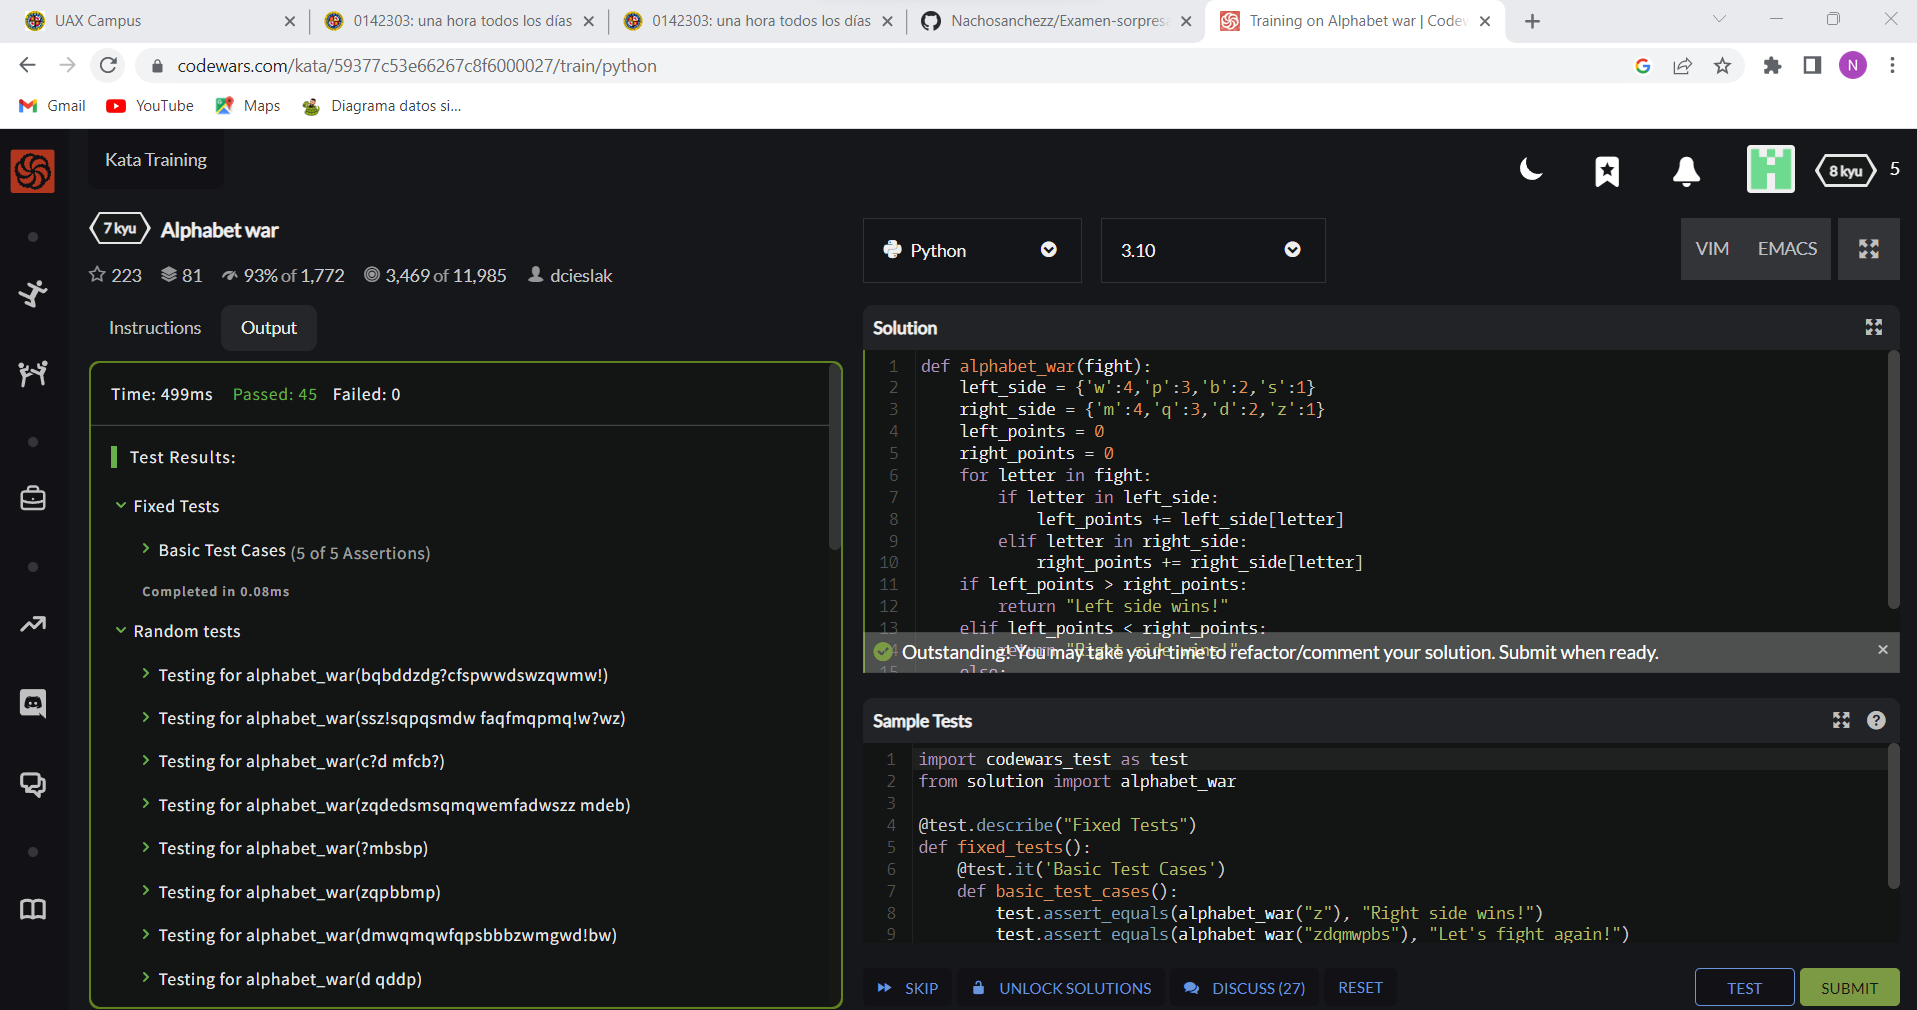 UAX Campus
0142303: una hora todos los días
0142303: una hora todos los días
Nachosanchezz/Examen-sorpresa
Training on Alphabet war | Codew
codewars.com/kata/59377c53e66267c8f6000027/train/python
N
Gmail
YouTube
Maps
Diagrama datos si...
Kata Training
8 kyu
5
7 kyu
Alphabet war
223
81
93% of 1,772
3,469 of 11,985
dcieslak
Python
3.10
VIM
EMACS
Instructions
Output
Time: 499ms Passed: 45 Failed: 0
Test Results:
Fixed Tests
Basic Test Cases (5 of 5 Assertions)
Completed in 0.08ms
Random tests
Testing for alphabet_war(bqbddzdg?cfspwwdswzqwmw!)
Testing for alphabet_war(ssz!sqpqsmdw faqfmqpmq!w?wz)
Testing for alphabet_war(c?d mfcb?)
Testing for alphabet_war(zqdedsmsqmqwemfadwszz mdeb)
Testing for alphabet_war(?mbsbp)
Testing for alphabet_war(zqpbbmp)
Testing for alphabet_war(dmwqmqwfqpsbbbzwmgwd!bw)
Testing for alphabet_war(d qddp)
Solution
1 def alphabet_war(fight):
2 left_side = {'w':4,'p':3,'b':2,'s':1}
3 right_side = {'m':4,'q':3,'d':2,'z':1}
4 left_points = 0
5 right_points = 0
6 for letter in fight:
7 if letter in left_side:
8 left_points += left_side[letter]
9 elif letter in right_side:
10 right_points += right_side[letter]
11 if left_points > right_points:
12 return "Left side wins!"
13 elif left_points < right_points:
14 return "Right side wins!"
15 else:
Outstanding! You may take your time to refactor/comment your solution. Submit when ready.
Sample Tests
1 import codewars_test as test
2 from solution import alphabet_war
3
4 @test.describe("Fixed Tests")
5 def fixed_tests():
6 @test.it('Basic Test Cases')
7 def basic_test_cases():
8 test.assert_equals(alphabet_war("z"), "Right side wins!")
9 test.assert_equals(alphabet_war("zdqmwpbs"), "Let's fight again!")
SKIP
UNLOCK SOLUTIONS
DISCUSS (27)
RESET
TEST
SUBMIT